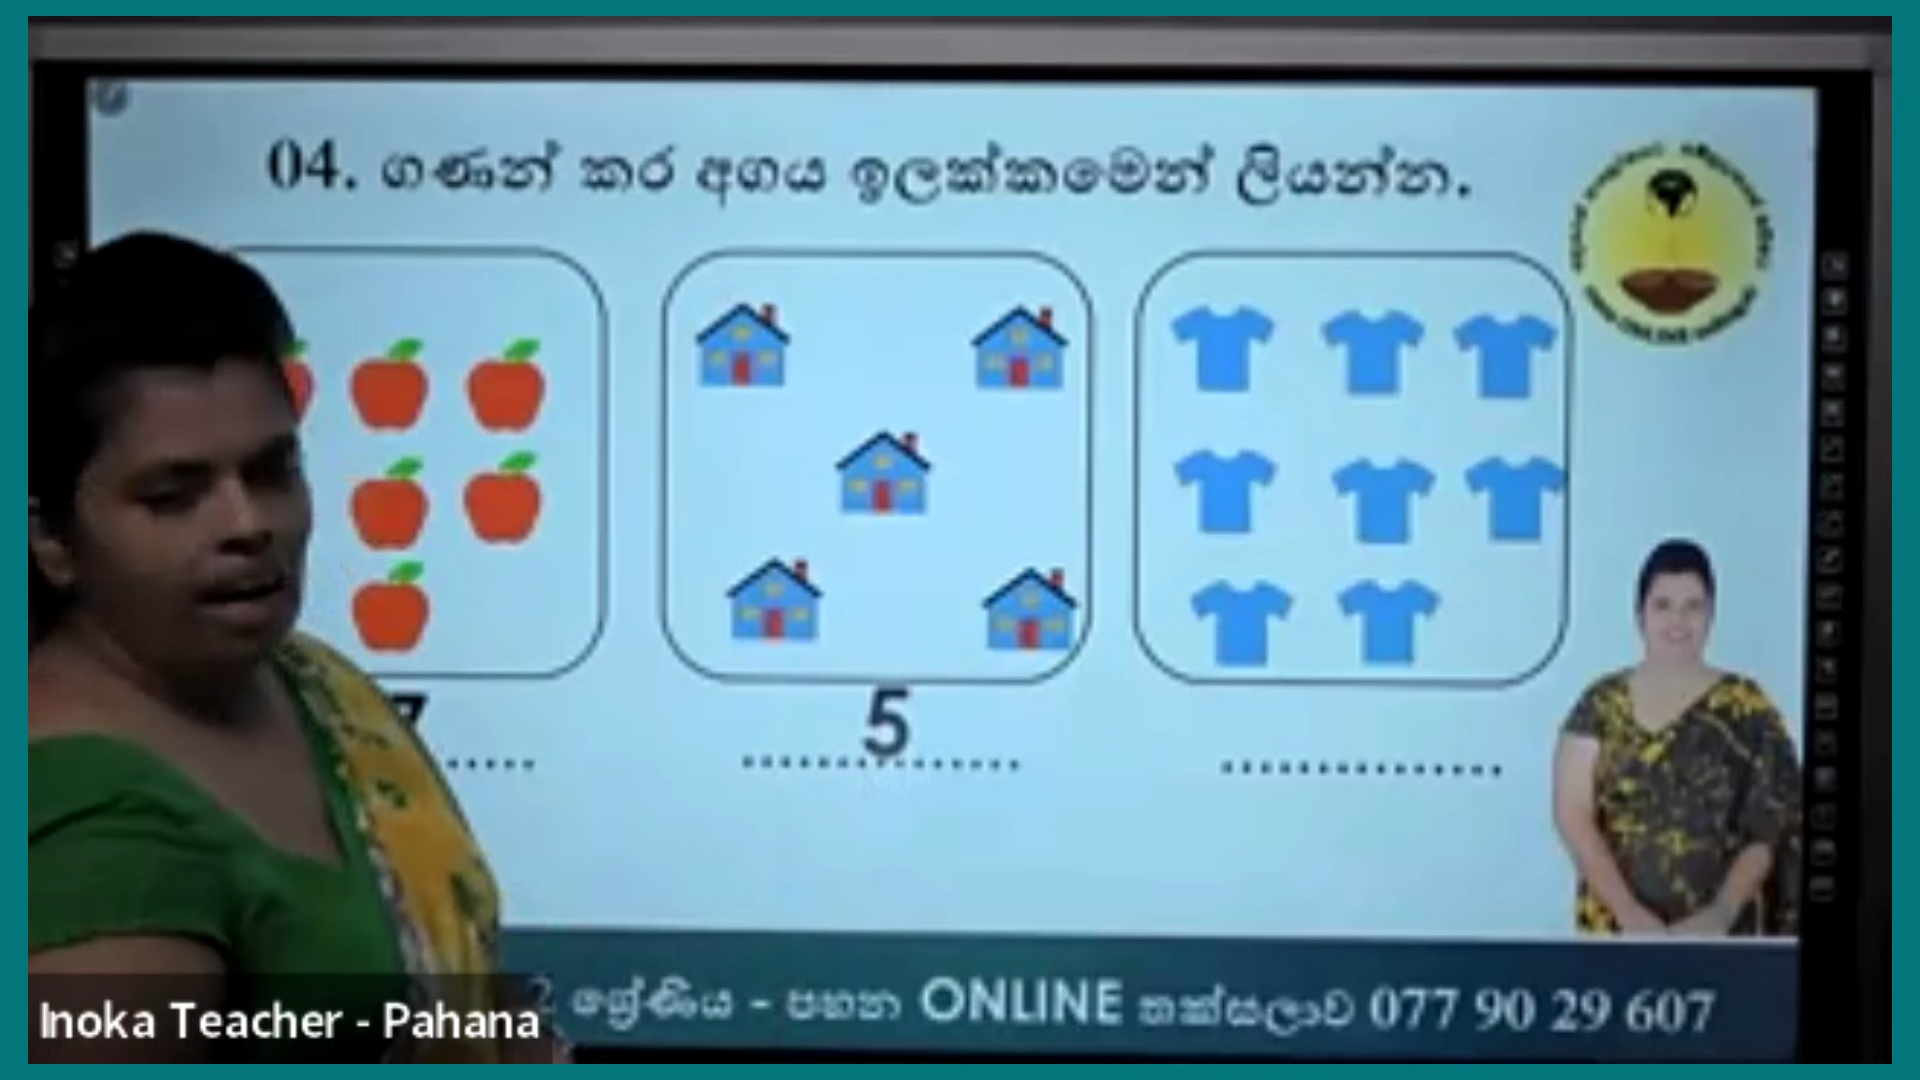 04. ගණන් කර අගය ඉලක්කමෙන් ලියන්න.
7
5
2 ශ්‍රේණිය - පහන ONLINE තක්සලාව 077 90 29 607
Inoka Teacher - Pahana